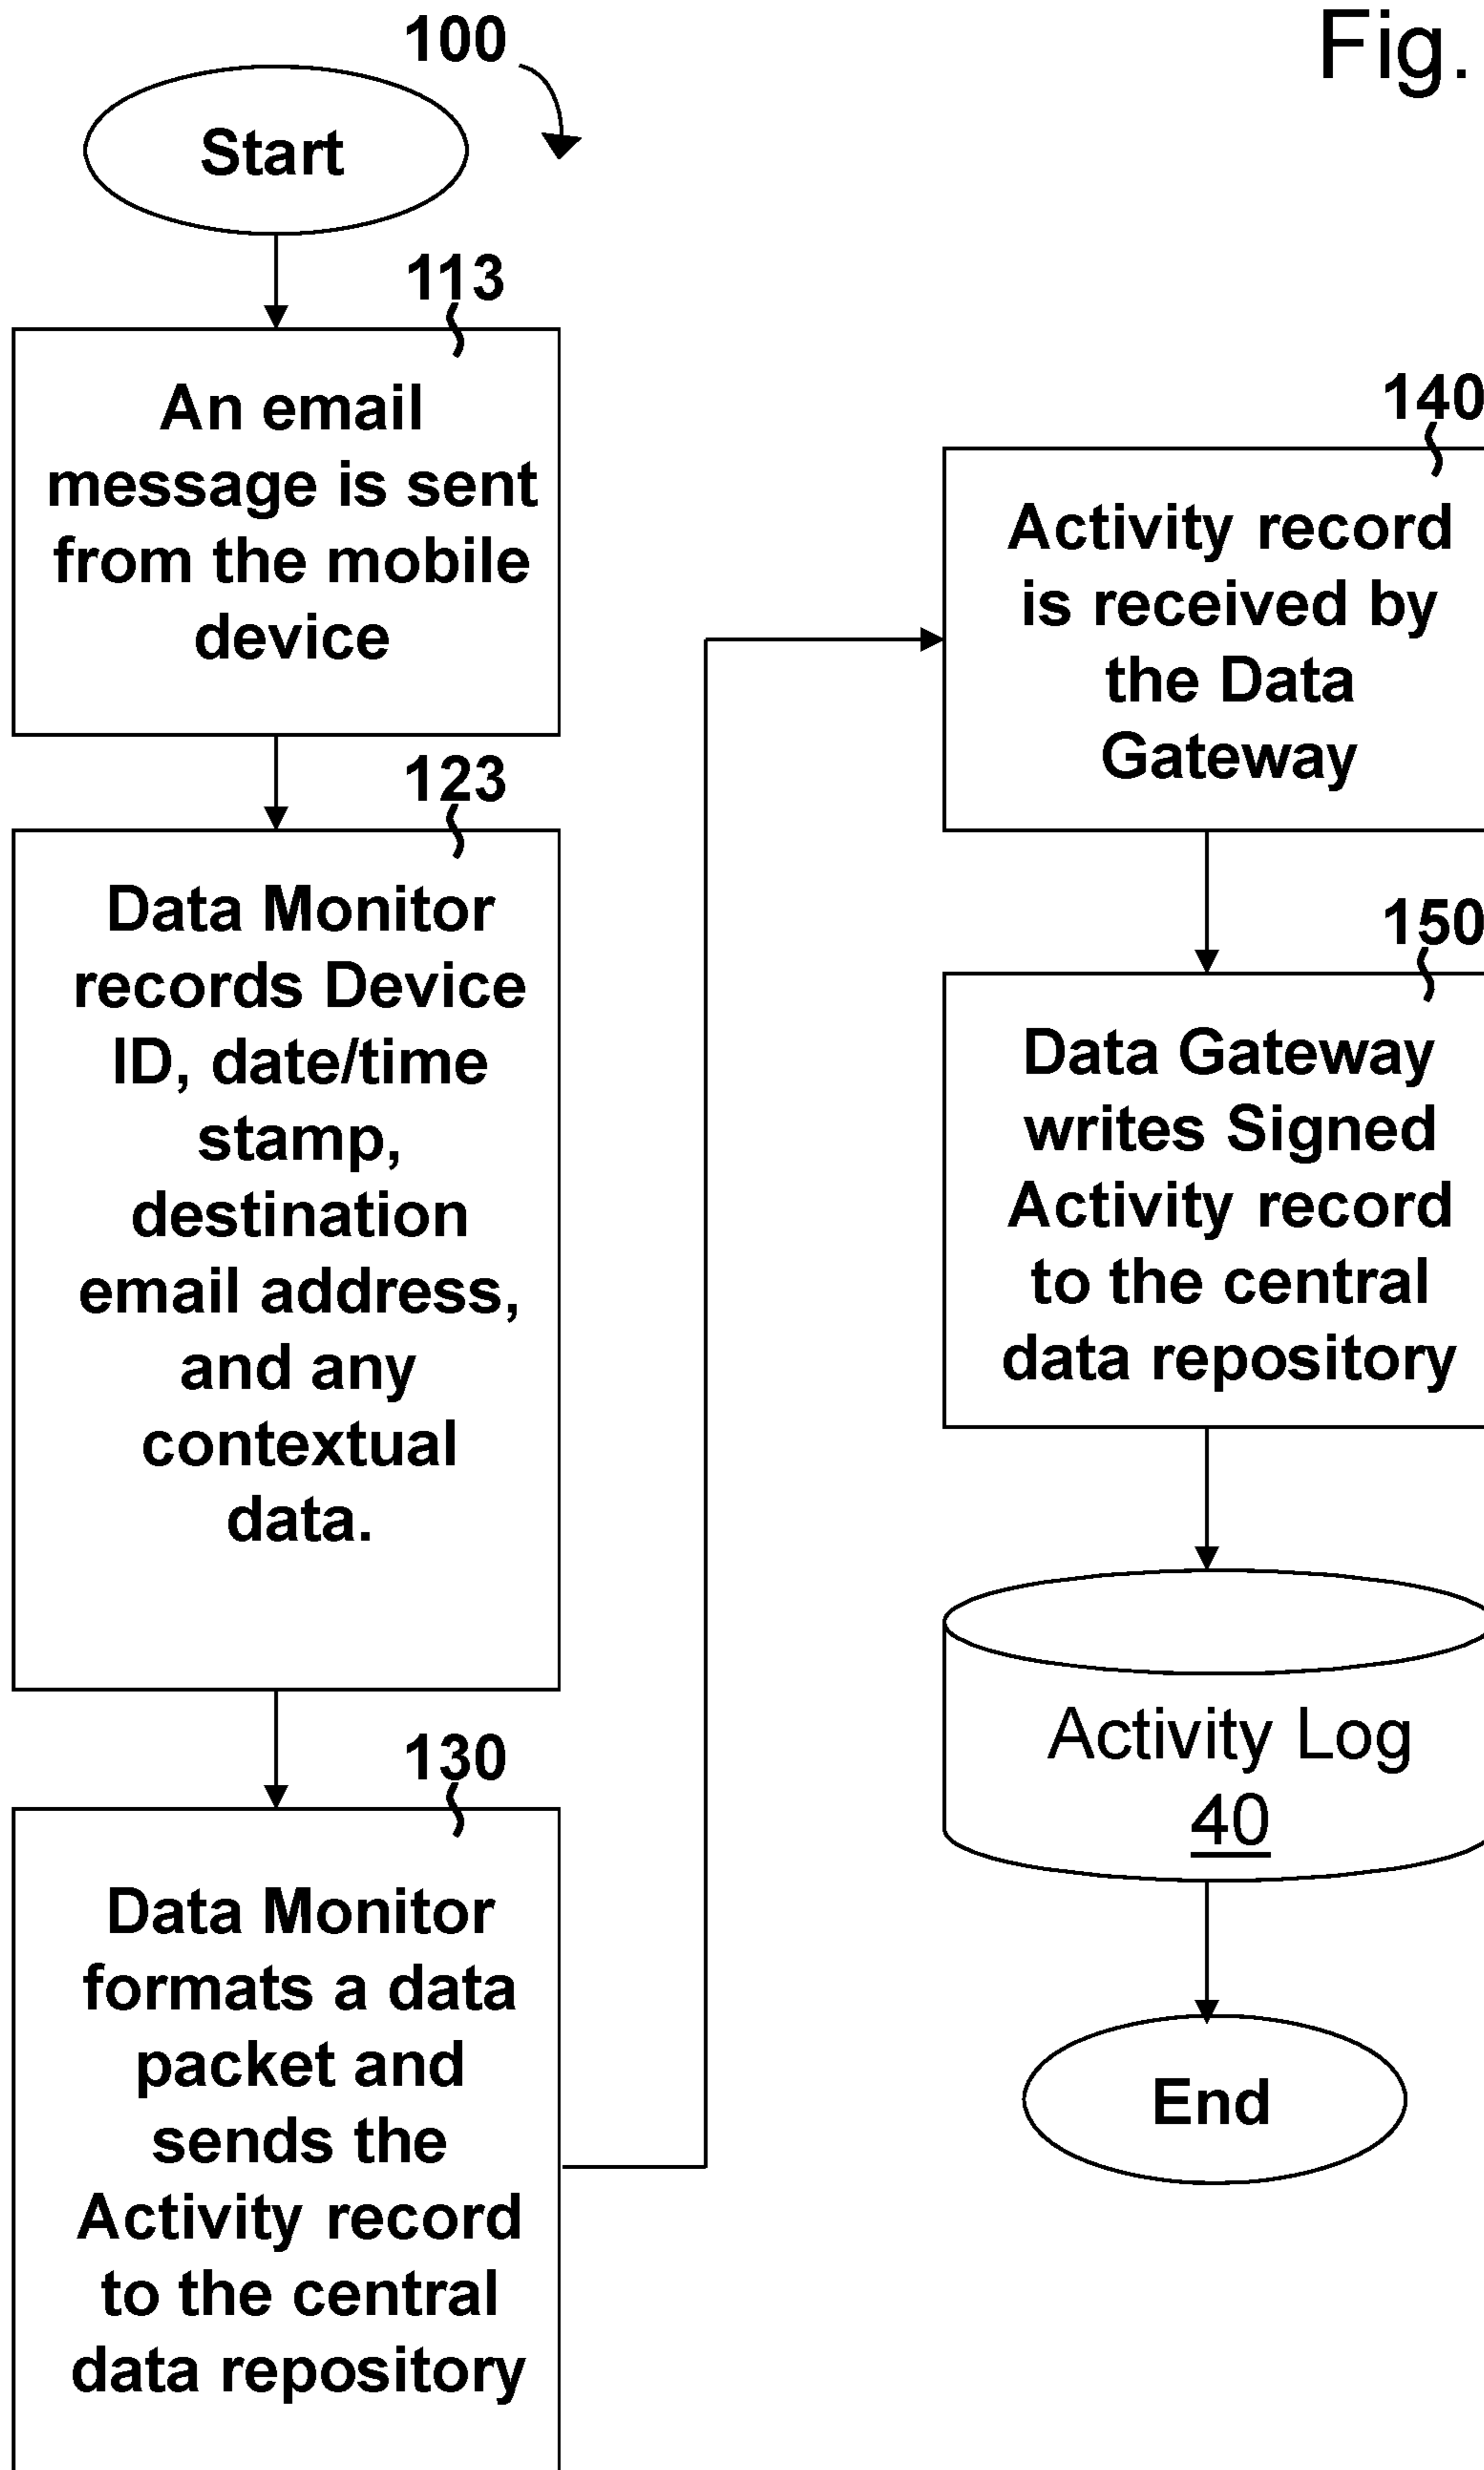 100
Fig.
Start
113
An email
message is sent
from the mobile
device
123
Data Monitor
records Device
ID, date/time
stamp,
destination
email address,
and any
contextual
data.
130
Data Monitor
formats a data
packet and
sends the
Activity record
to the central
data repository
140
Activity record
is received by
the Data
Gateway
150
Data Gateway
writes Signed
Activity record
to the central
data repository
Activity Log
40
End